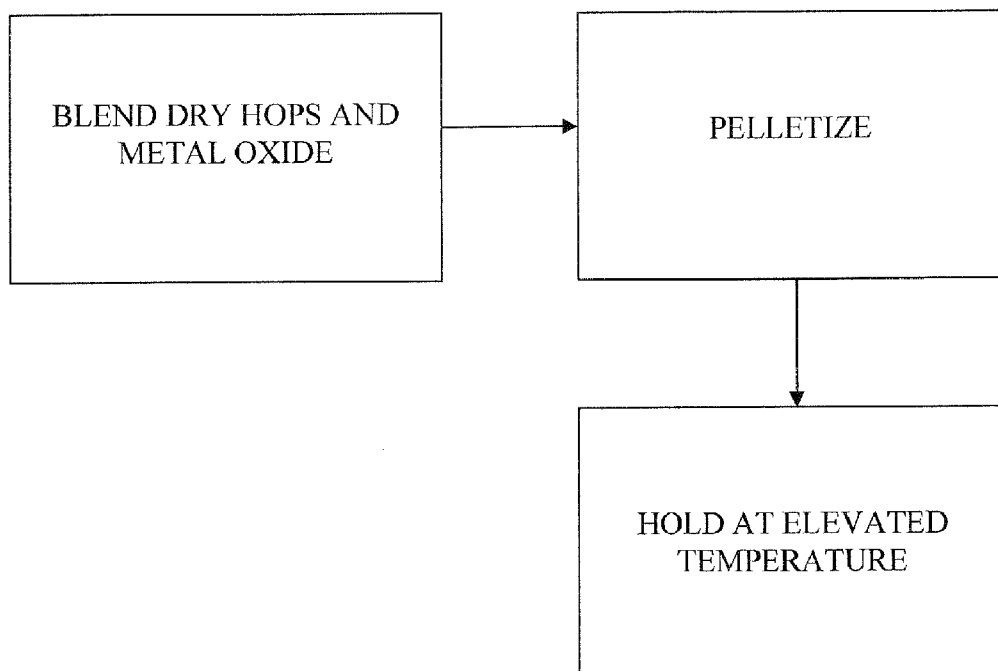 BLEND DRY HOPS AND
METAL OXIDE
PELLETIZE
HOLD AT ELEVATED
TEMPERATURE